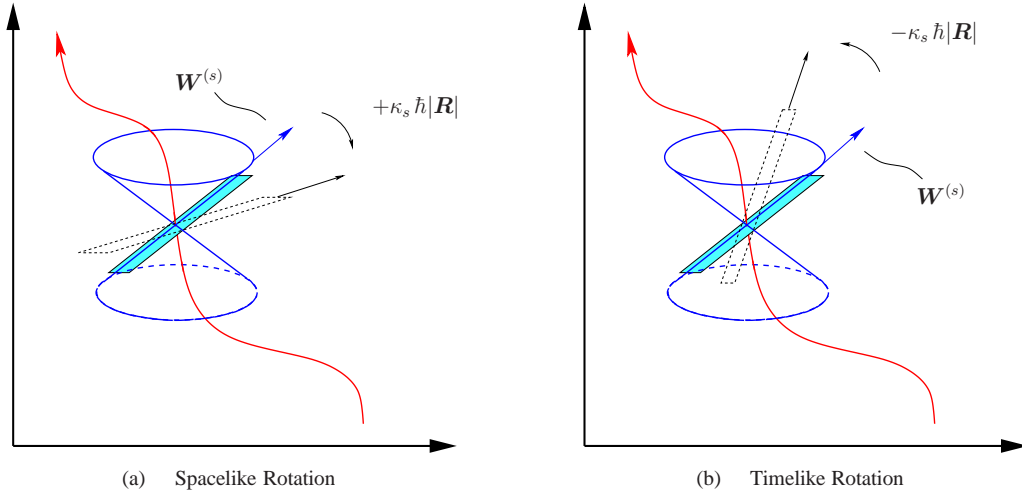 W^{(s)}
+κ_s ℏ|R|
(a) Spacelike Rotation
−κ_s ℏ|R|
W^{(s)}
(b) Timelike Rotation